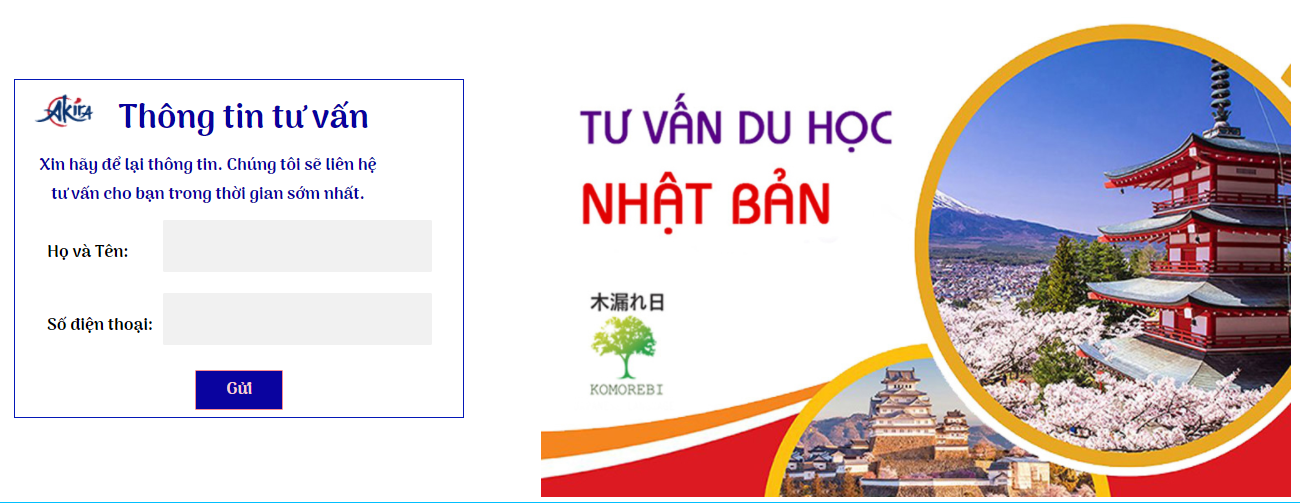 AkirA
Thông tin tư vấn
Xin hãy để lại thông tin. Chúng tôi sẽ liên hệ
tư vấn cho bạn trong thời gian sớm nhất.
Họ và Tên:
Số điện thoại:
Gửi
TƯ VẤN DU HỌC
NHẬT BẢN
木漏れ日
KOMOREBI